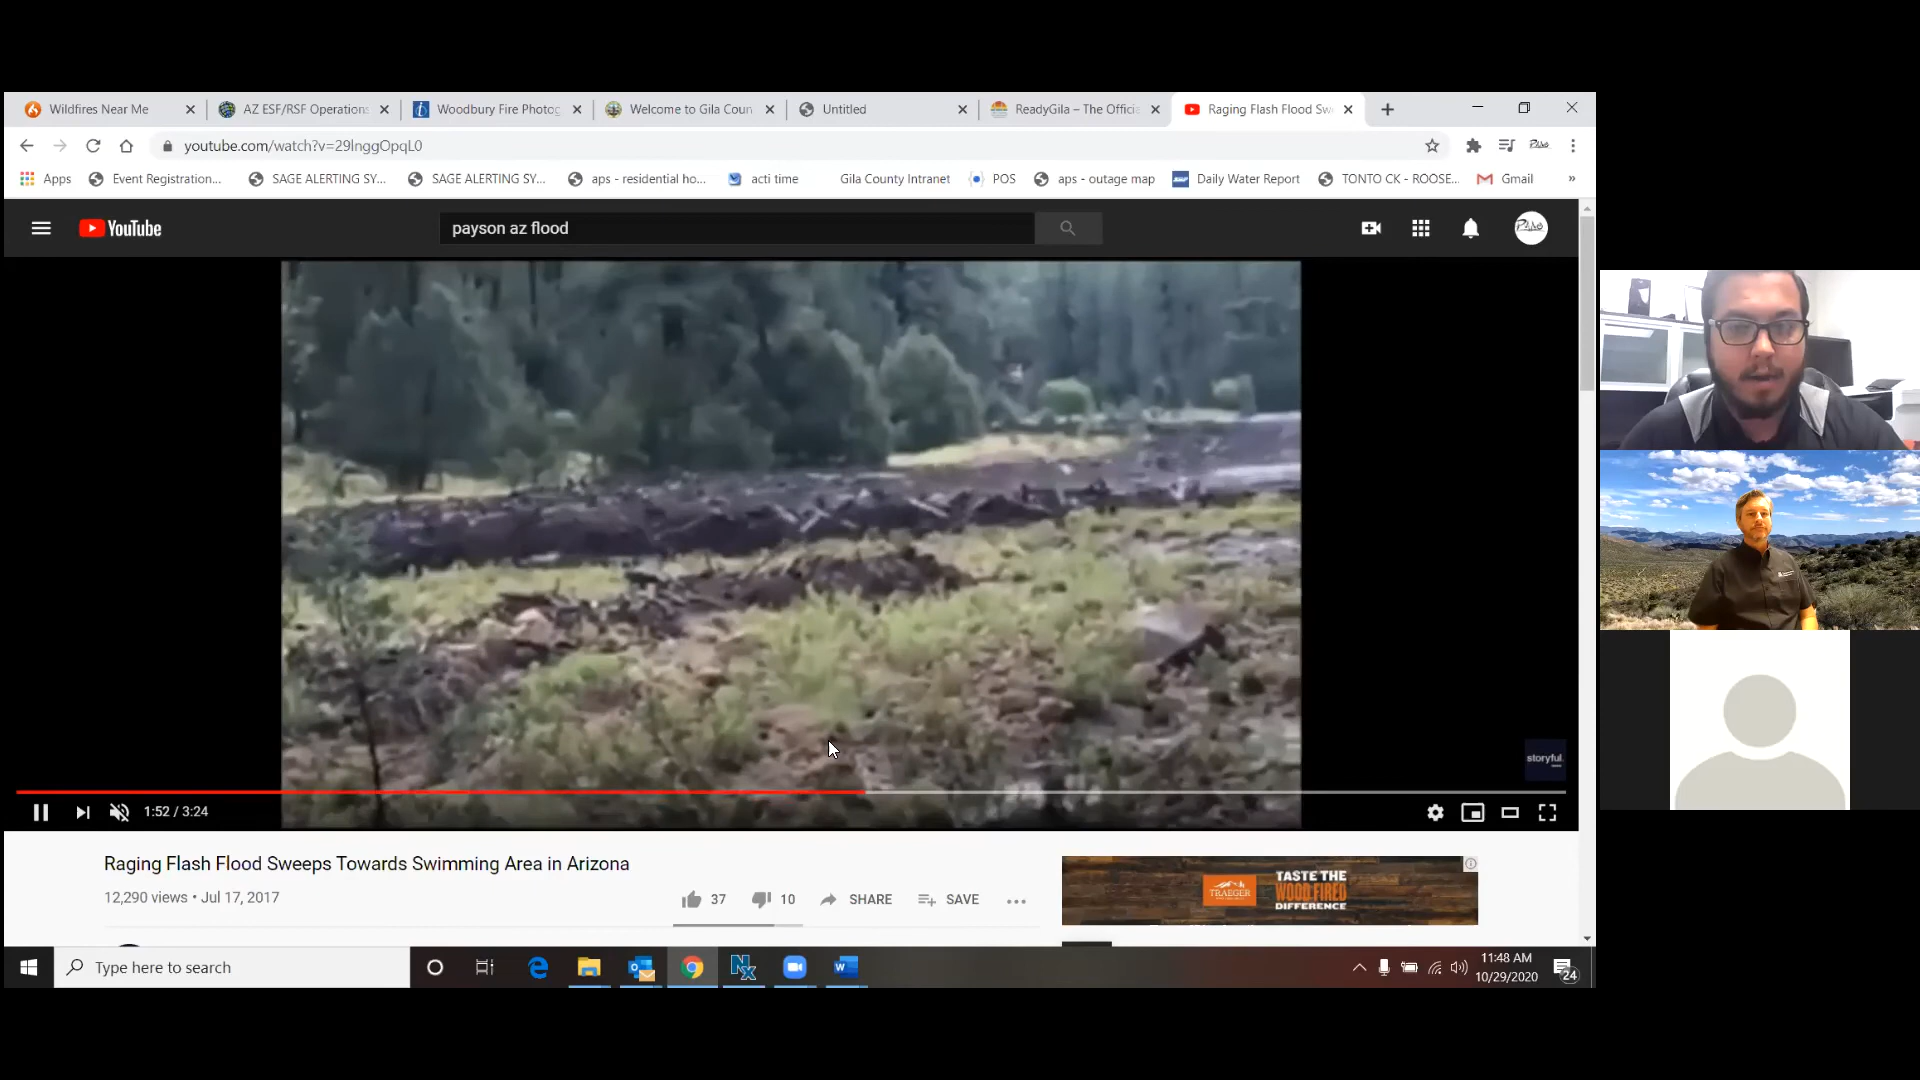 Wildfires Near Me
AZ ESF/RSF Operations
Woodbury Fire Photog
Welcome to Gila Coun
Untitled
ReadyGila – The Offici
Raging Flash Flood Sw
youtube.com/watch?v=29lnggOpqL0
Apps
Event Registration...
SAGE ALERTING SY...
SAGE ALERTING SY...
aps - residential ho...
acti time
Gila County Intranet
POS
aps - outage map
Daily Water Report
TONTO CK - ROOSE...
Gmail
YouTube
payson az flood
storyful.
1:52 / 3:24
Raging Flash Flood Sweeps Towards Swimming Area in Arizona
12,290 views • Jul 17, 2017
37
10
SHARE
SAVE
TRAEGER
TASTE THE
WOOD FIRED
DIFFERENCE
Type here to search
11:48 AM
10/29/2020
24